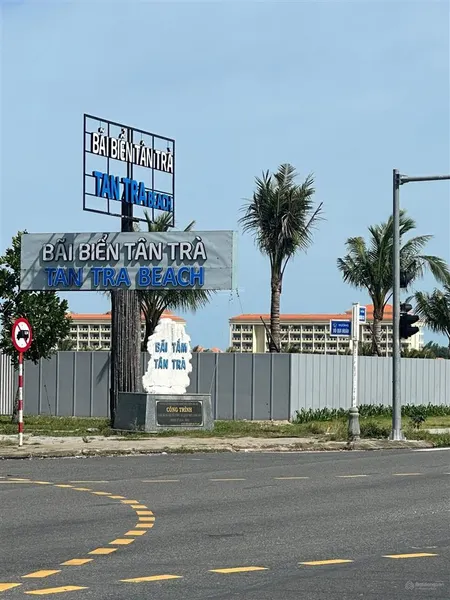 BÃI BIỂN TÂN TRÀ
TAN TRA BEACH
BÃI BIỂN TÂN TRÀ
TAN TRA BEACH
BÃI TẮM
TÂN TRÀ
CÔNG TRÌNH